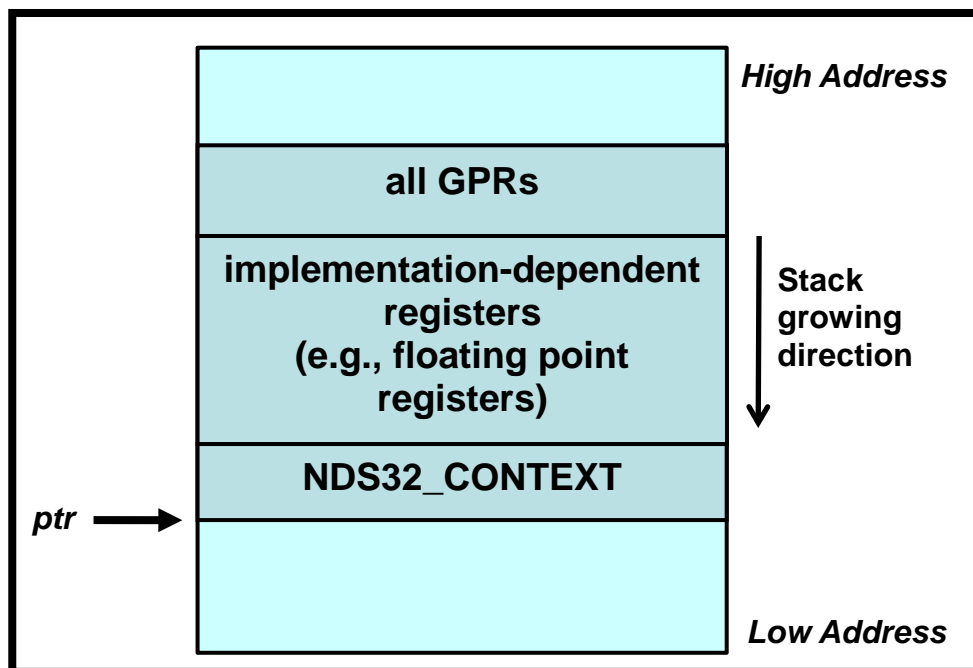 High Address
all GPRs
implementation-dependent
registers
(e.g., floating point
registers)
Stack
growing
direction
NDS32_CONTEXT
ptr
Low Address